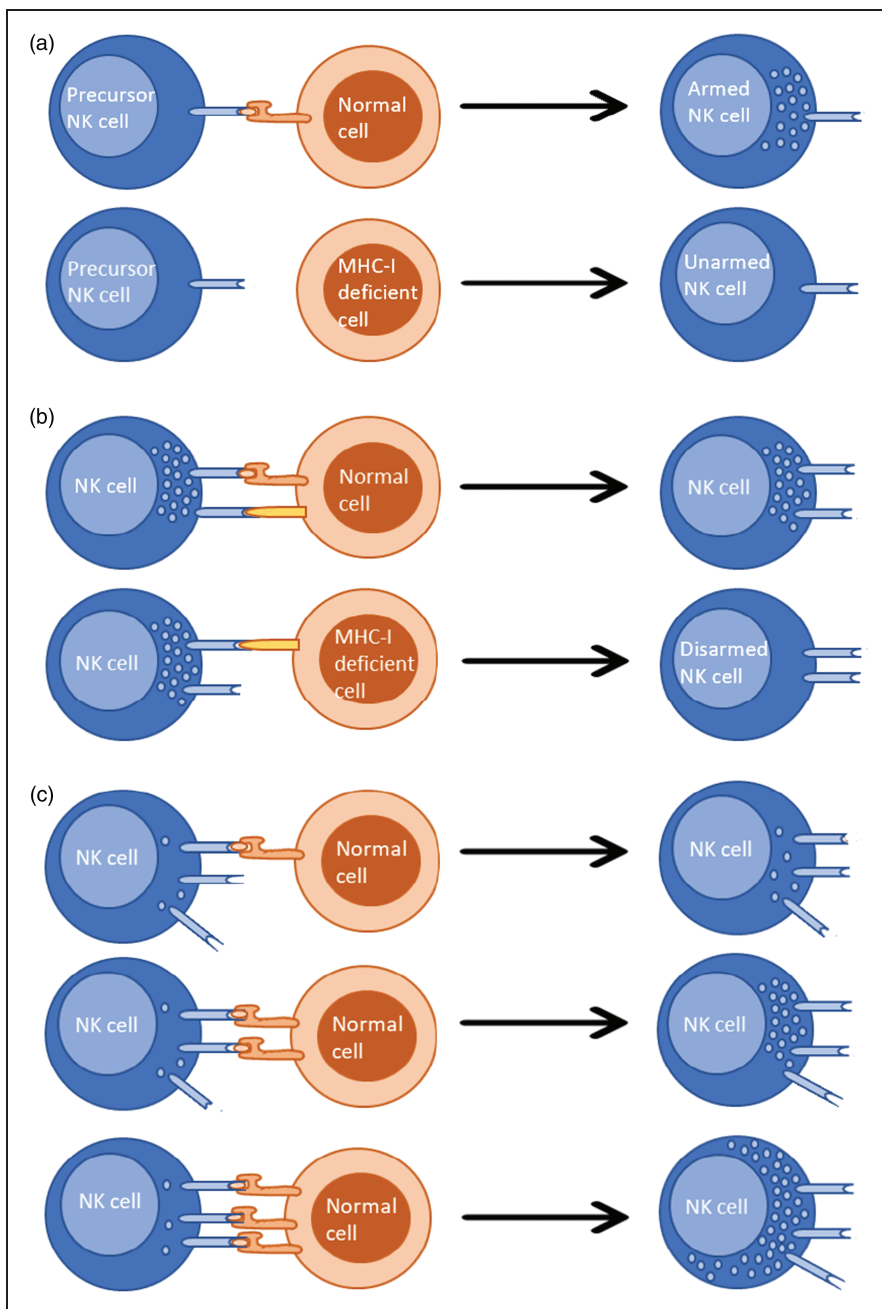 (a)
Precursor
NK cell
Normal
cell
Armed
NK cell
Precursor
NK cell
MHC-I
deficient
cell
Unarmed
NK cell
(b)
NK cell
Normal
cell
NK cell
NK cell
MHC-I
deficient
cell
Disarmed
NK cell
(c)
NK cell
Normal
cell
NK cell
NK cell
Normal
cell
NK cell
NK cell
Normal
cell
NK cell